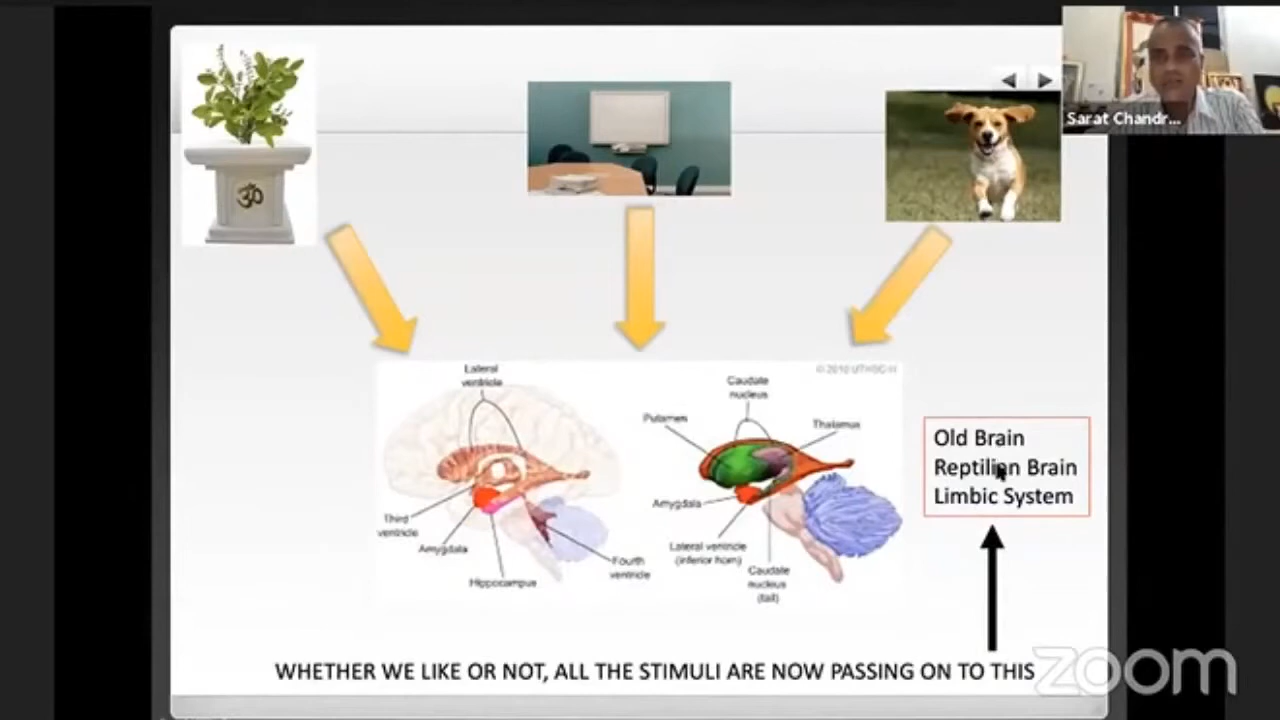 ॐ
Sarat Chandr...
© 2010 UTHSC-H
Lateral
ventricle
Third
ventricle
Amygdala
Hippocampus
Fourth
ventricle
Caudate
nucleus
Putamen
Thalamus
Amygdala
Lateral ventricle
(inferior horn)
Caudate
nucleus
(tail)
Old Brain
Reptilian Brain
Limbic System
WHETHER WE LIKE OR NOT, ALL THE STIMULI ARE NOW PASSING ON TO THIS
zoom